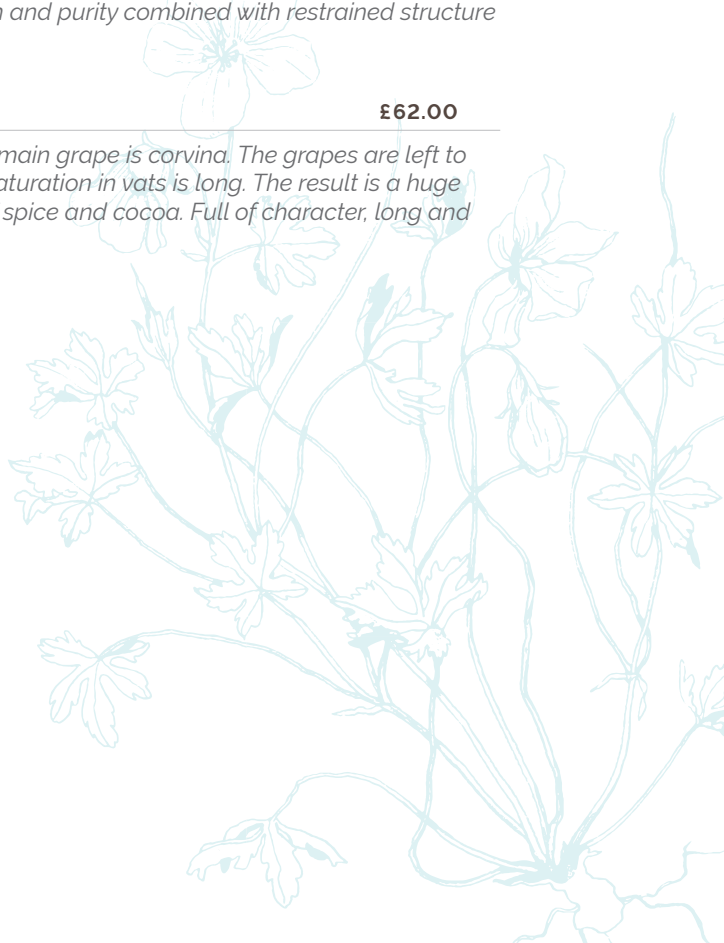 and purity combined with restrained structure
£62.00
main grape is corvina. The grapes are left to
aturation in vats is long. The result is a huge
spice and cocoa. Full of character, long and